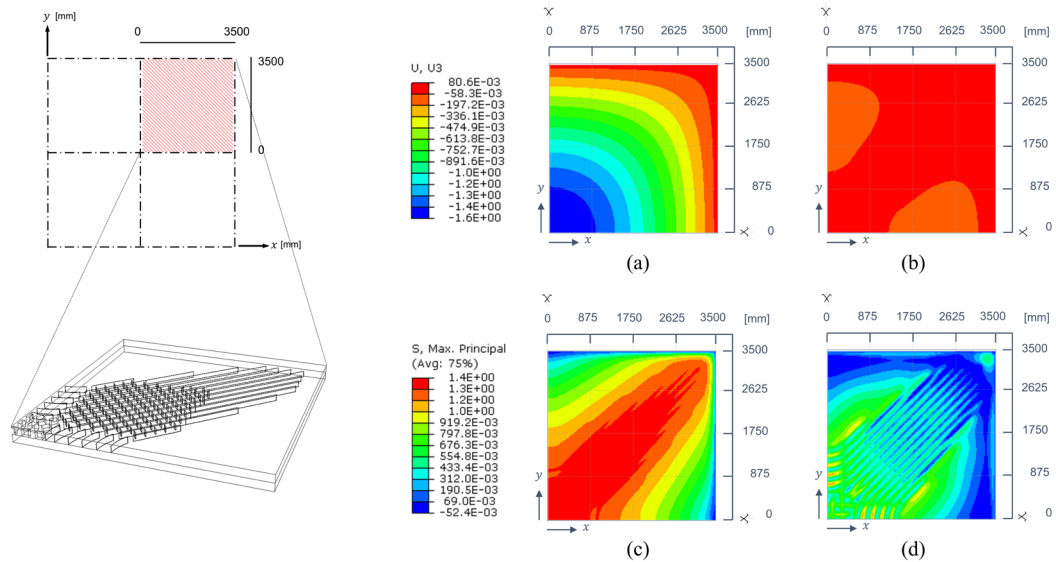 y [mm]
0
3500
3500
0
x [mm]
U, U3
80.6E-03
-58.3E-03
-197.2E-03
-336.1E-03
-474.9E-03
-613.8E-03
-752.7E-03
-891.6E-03
-1.0E+00
-1.2E+00
-1.3E+00
-1.4E+00
-1.6E+00
0 875 1750 2625 3500 [mm]
3500
2625
1750
875
0
y
x
(a)
0 875 1750 2625 3500 [mm]
3500
2625
1750
875
0
y
x
(b)
S, Max. Principal
(Avg: 75%)
1.4E+00
1.3E+00
1.2E+00
1.0E+00
919.2E-03
797.8E-03
676.3E-03
554.8E-03
433.4E-03
312.0E-03
190.5E-03
69.0E-03
-52.4E-03
0 875 1750 2625 3500 [mm]
3500
2625
1750
875
0
y
x
(c)
0 875 1750 2625 3500 [mm]
3500
2625
1750
875
0
y
x
(d)